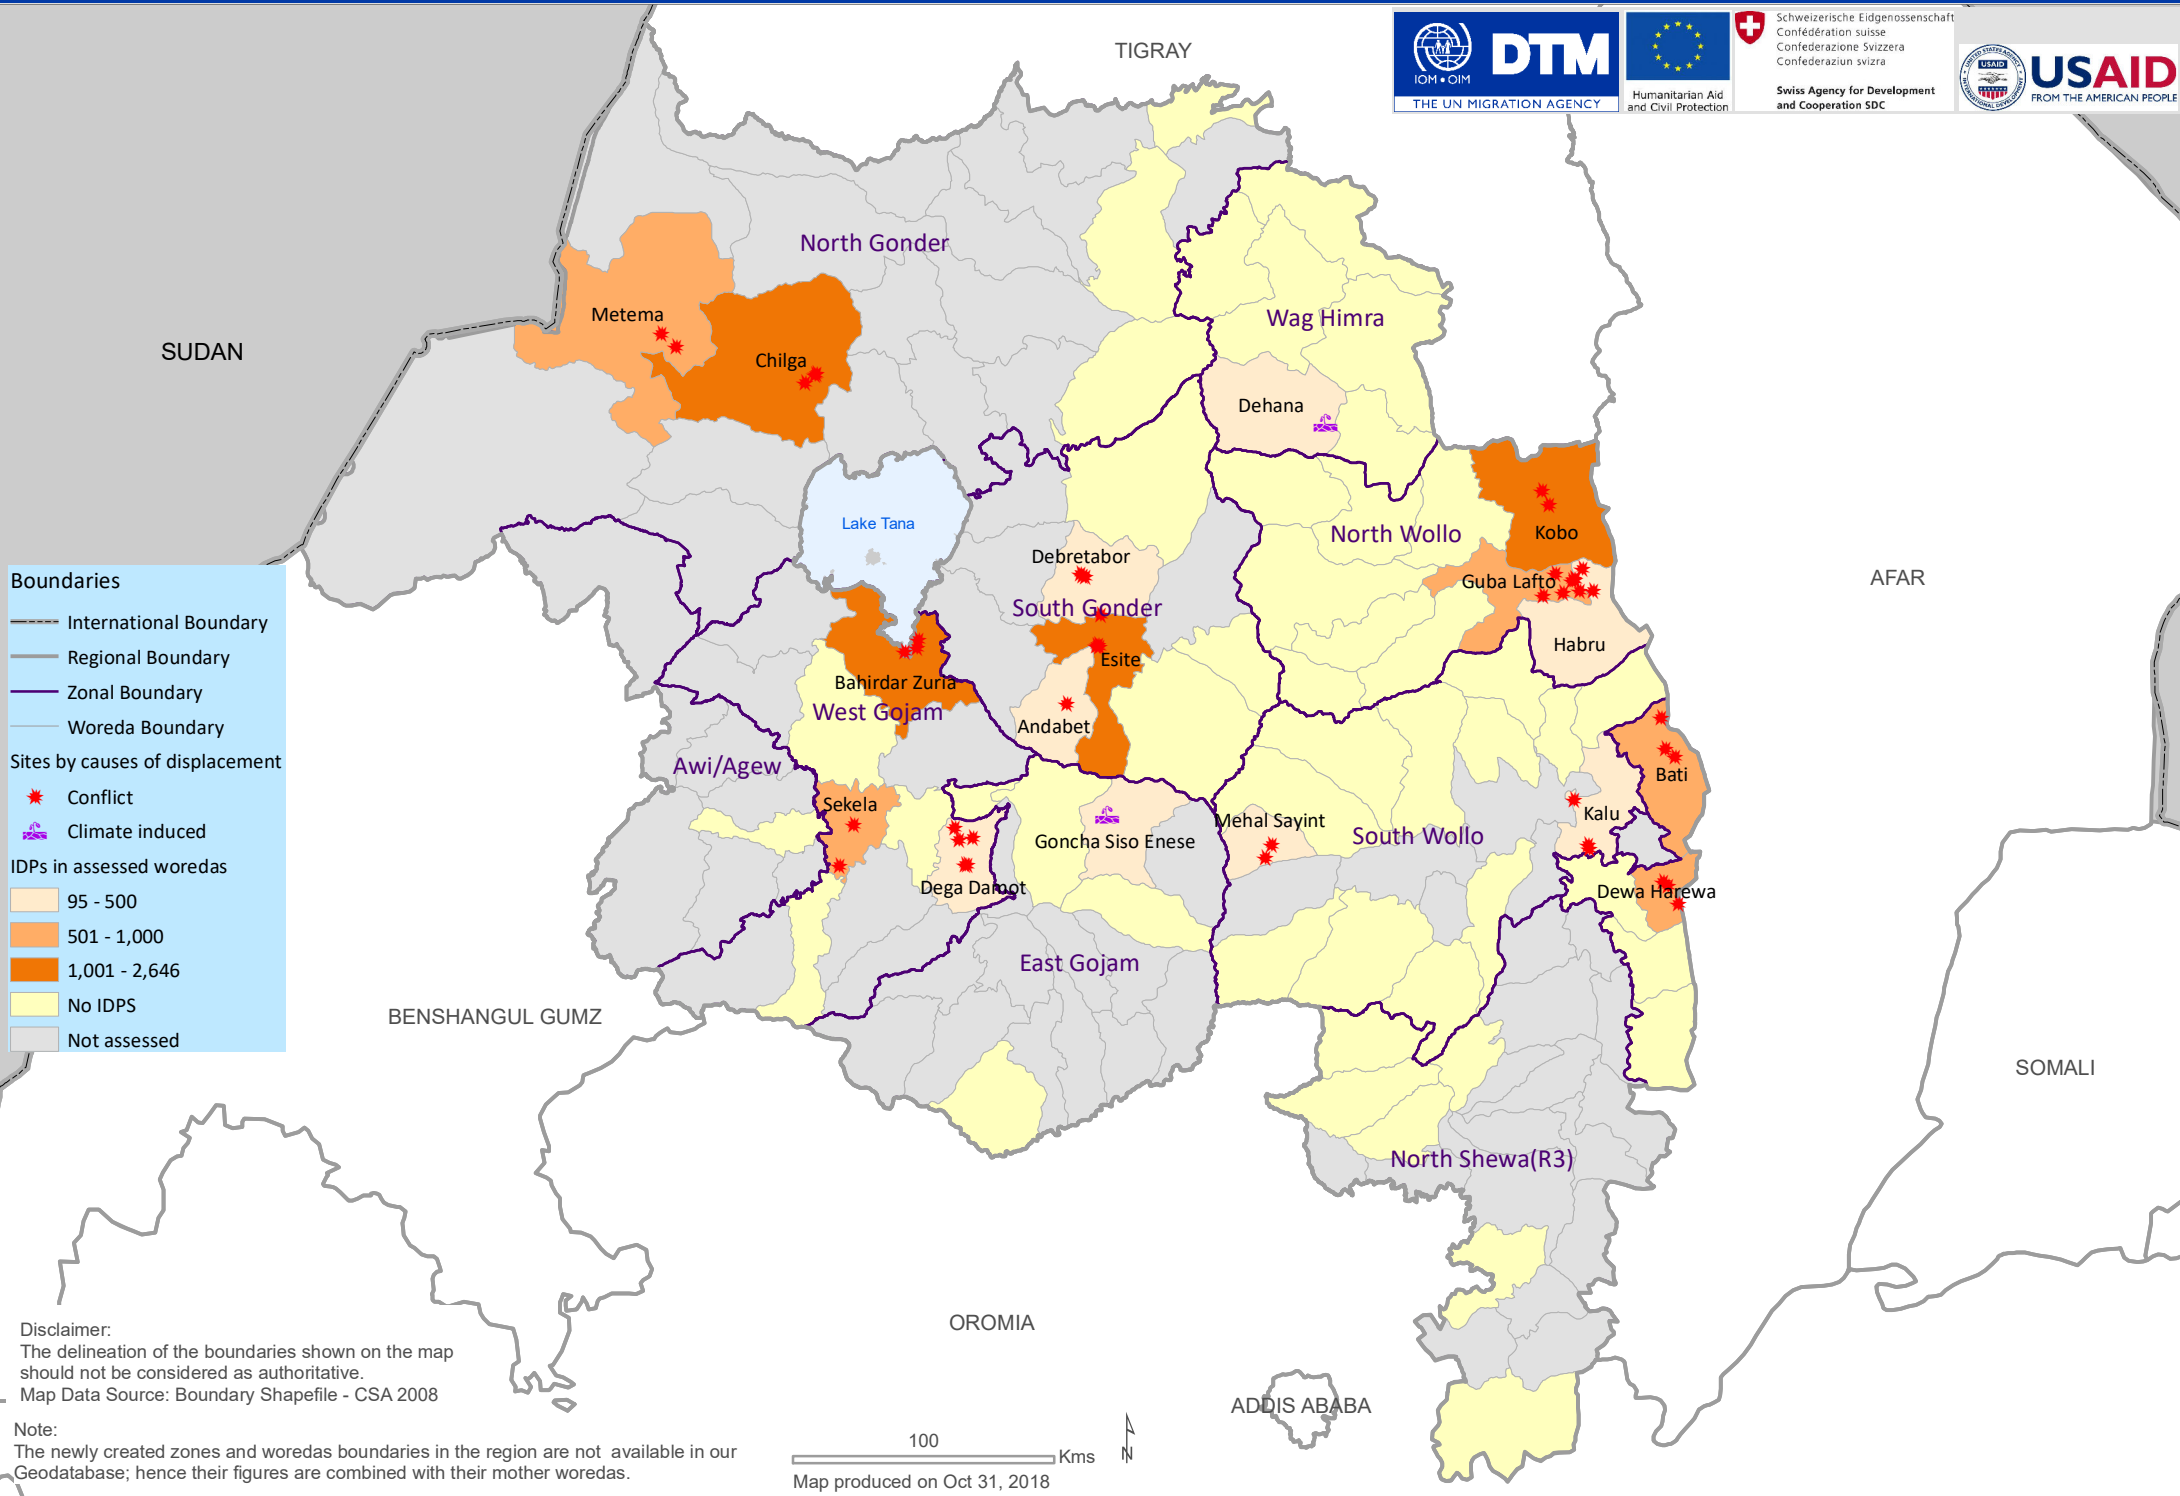 TIGRAY
IOM • OIM
DTM
THE UN MIGRATION AGENCY
Humanitarian Aid
and Civil Protection
Schweizerische Eidgenossenschaft
Confédération suisse
Confederazione Svizzera
Confederaziun svizra
Swiss Agency for Development
and Cooperation SDC
USAID
USAID
FROM THE AMERICAN PEOPLE
North Gonder
Metema
Wag Himra
SUDAN
Chilga
Dehana
Lake Tana
North Wollo
Kobo
Debretabor
Guba Lafto
AFAR
South Gonder
Habru
Esite
Bahirdar Zuria
West Gojam
Andabet
Awi/Agew
Bati
Sekela
Kalu
Mehal Sayint
South Wollo
Goncha Siso Enese
Dega Damot
Dewa Harewa
East Gojam
BENSHANGUL GUMZ
SOMALI
North Shewa(R3)
OROMIA
ADDIS ABABA
Boundaries
International Boundary
Regional Boundary
Zonal Boundary
Woreda Boundary
Sites by causes of displacement
Conflict
Climate induced
IDPs in assessed woredas
95 - 500
501 - 1,000
1,001 - 2,646
No IDPS
Not assessed
Disclaimer:
The delineation of the boundaries shown on the map
should not be considered as authoritative.
Map Data Source: Boundary Shapefile - CSA 2008
Note:
The newly created zones and woredas boundaries in the region are not available in our
Geodatabase; hence their figures are combined with their mother woredas.
100
Kms
N
Map produced on Oct 31, 2018